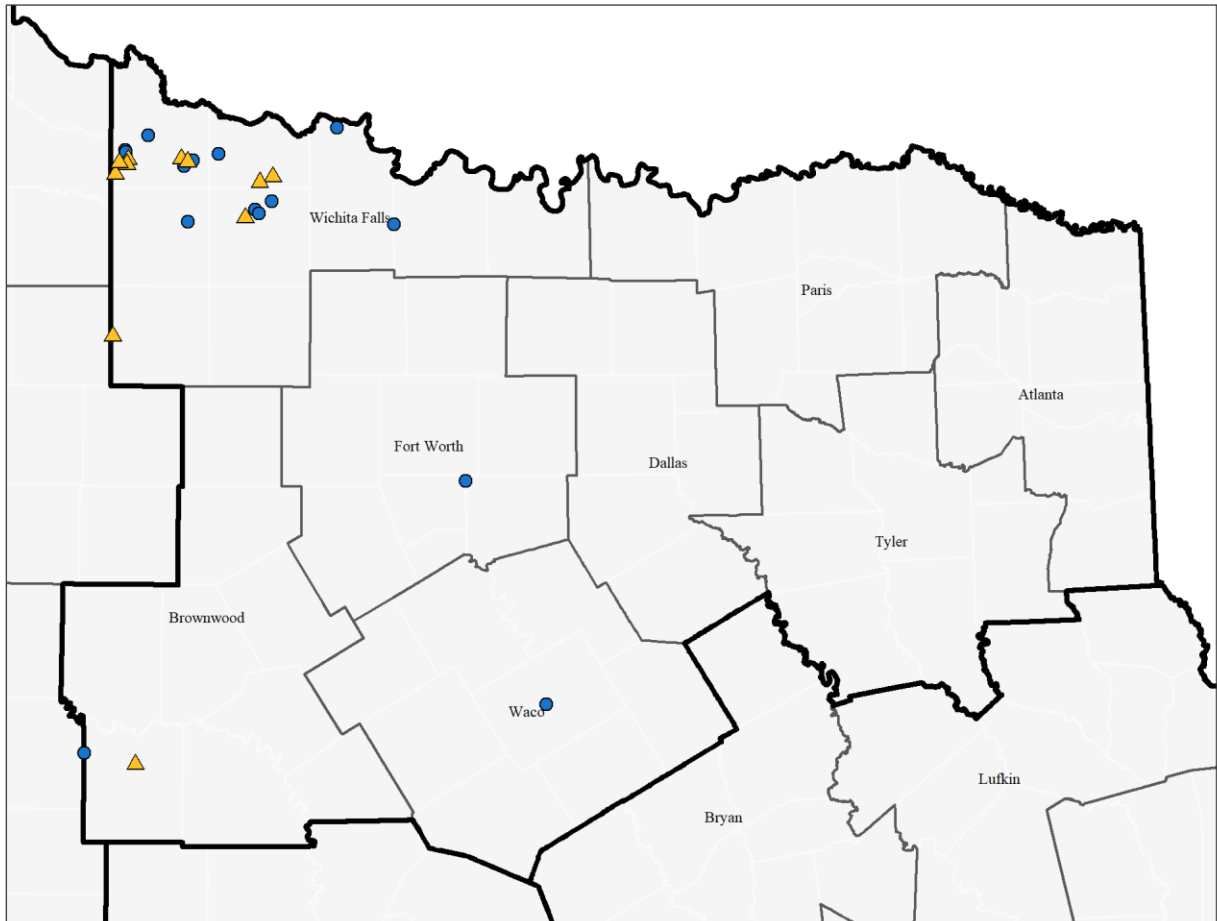 Wichita Falls
Paris
Atlanta
Fort Worth
Dallas
Tyler
Brownwood
Waco
Lufkin
Bryan